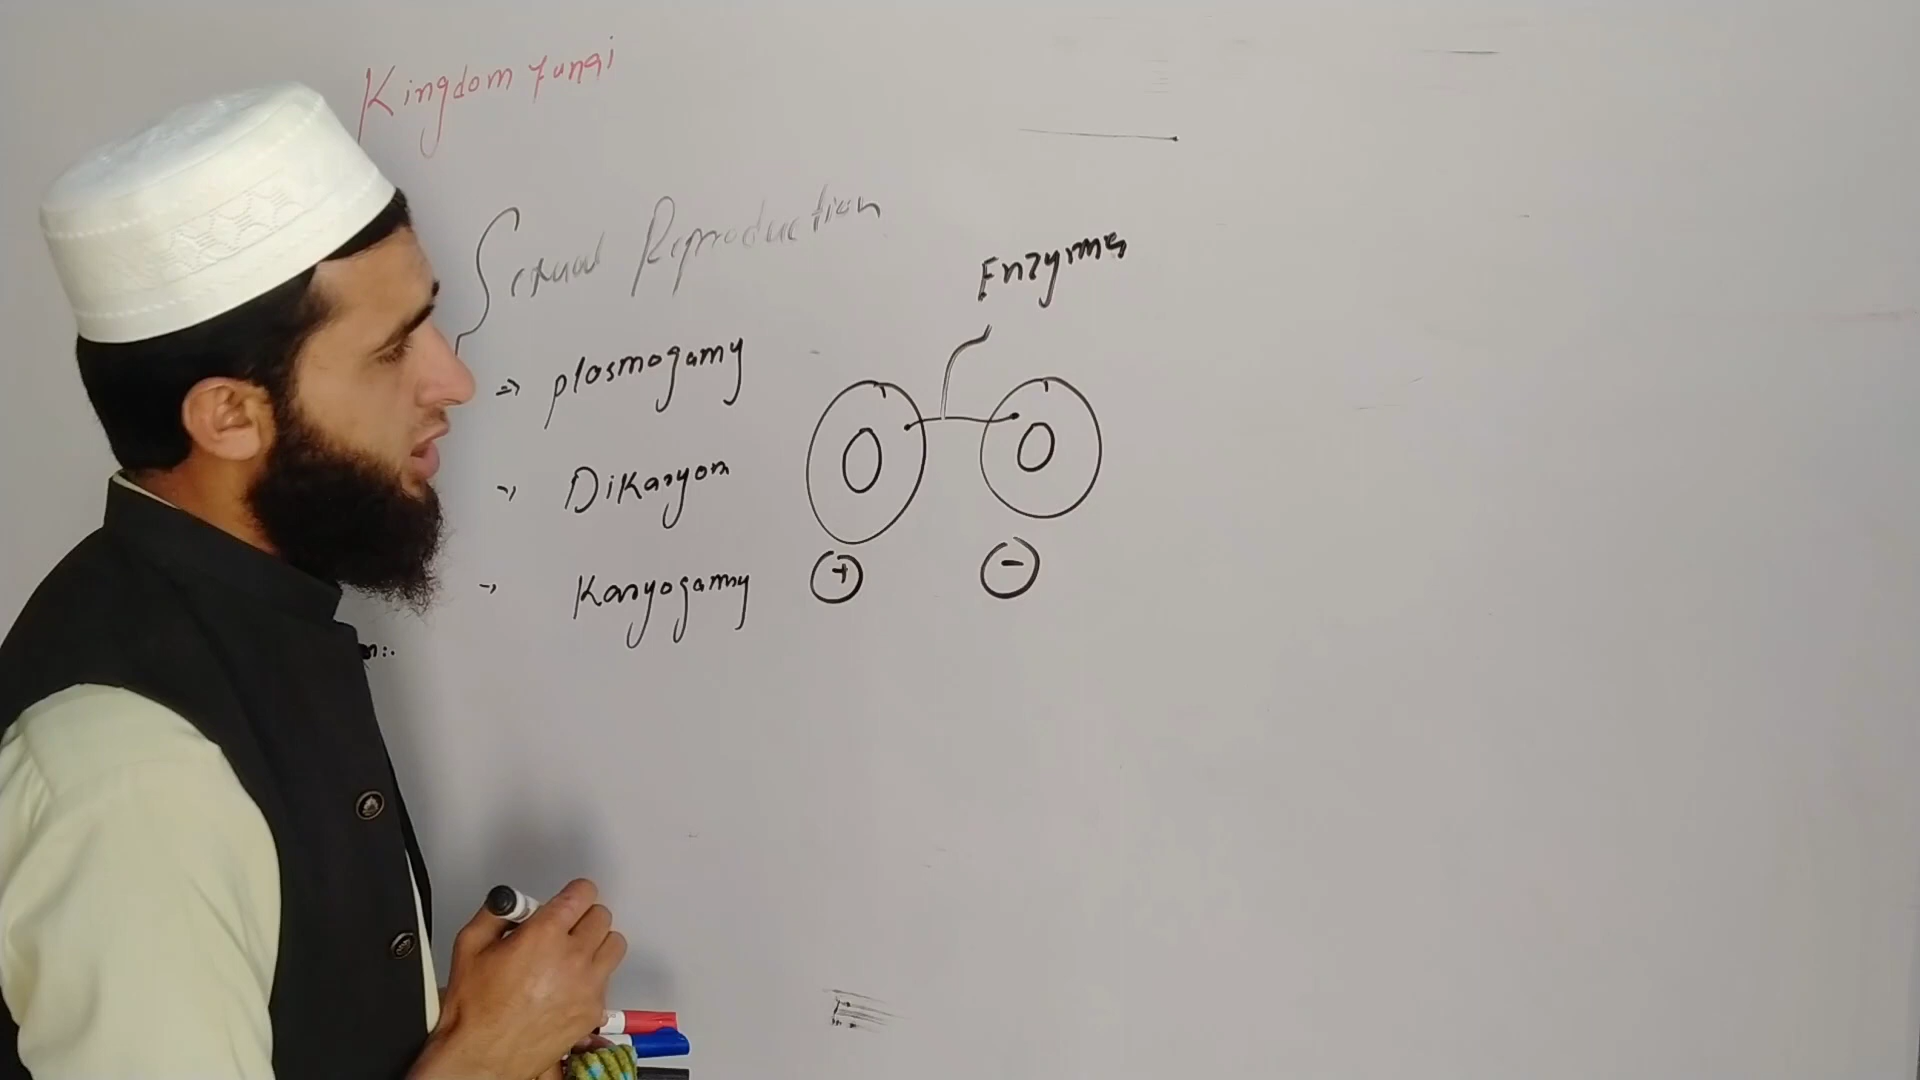 Kingdom fungi
Sexual Reproduction
Enzymes
⇒ plasmogamy
Dikaryon
Karyogamy
+ -
n:.